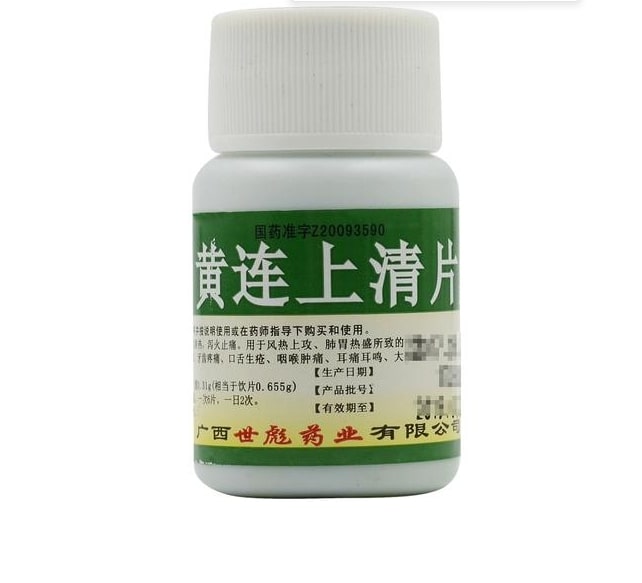 国药准字Z20093590
黄连上清片
按说明使用或在药师指导下购买和使用。
热,泻火止痛。用于风热上攻、肺胃热盛所致的
牙龈疼痛、口舌生疮、咽喉肿痛、耳痛耳鸣、大
【生产日期】
0.31g(相当于饮片0.655g)
【产品批号】
一次6片,一日2次。
【有效期至】
广西世彪药业有限公司